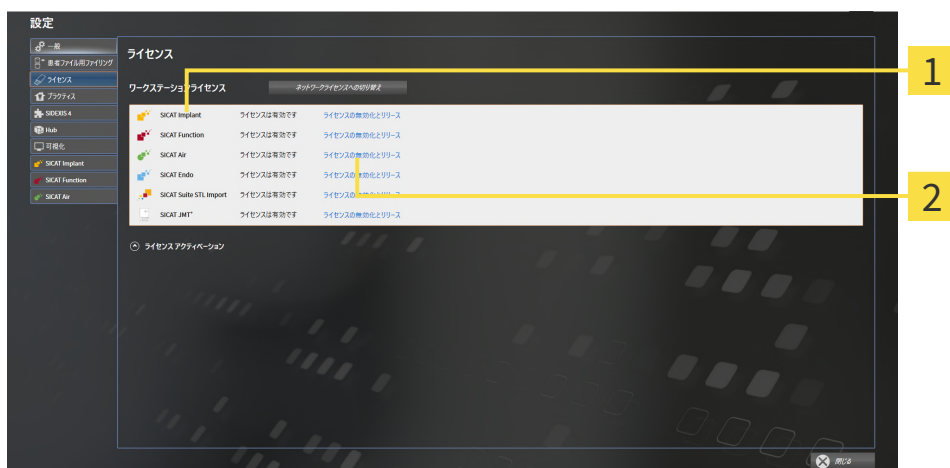 設定
一般
患者ファイル用ファイリング
ライセンス
プラクティス
SIDEXIS 4
Hub
可視化
SICAT Implant
SICAT Function
SICAT Air
ライセンス
ワークステーションライセンス ネットワークライセンスへの切り替え
SICAT Implant ライセンスは有効です ライセンスの無効化とリリース
SICAT Function ライセンスは有効です ライセンスの無効化とリリース
SICAT Air ライセンスは有効です ライセンスの無効化とリリース
SICAT Endo ライセンスは有効です ライセンスの無効化とリリース
SICAT Suite STL Import ライセンスは有効です ライセンスの無効化とリリース
SICAT JMT+ ライセンスは有効です ライセンスの無効化とリリース
ライセンス アクティベーション
閉じる
1
2